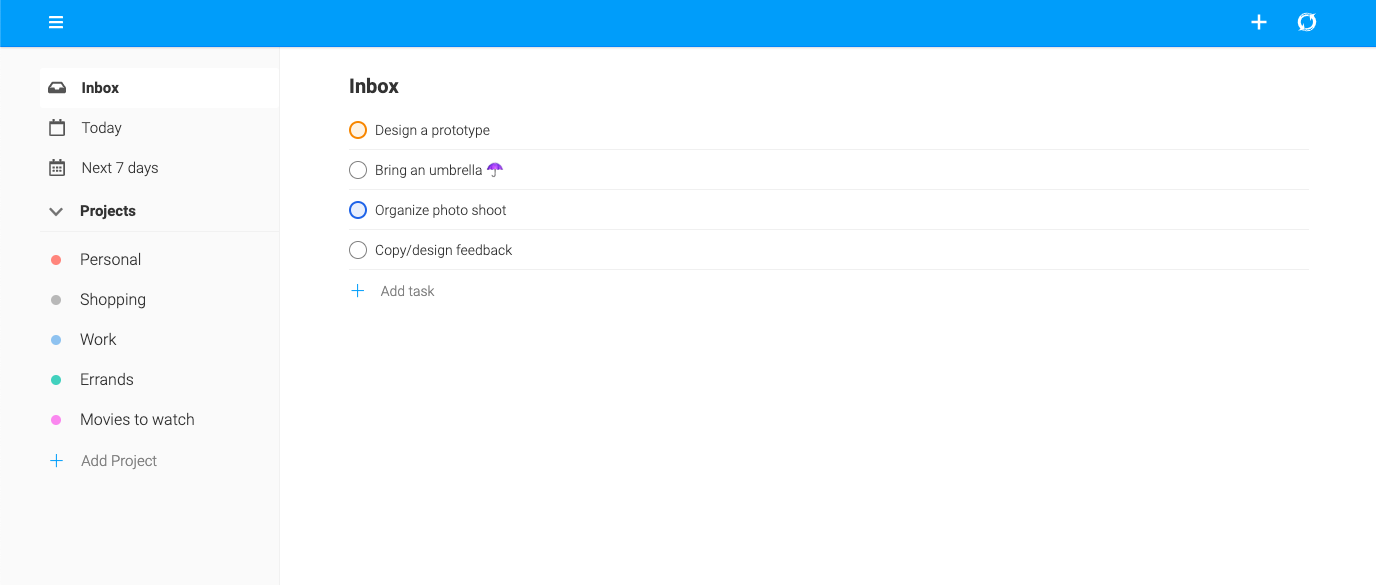 Inbox
Today
Next 7 days
Projects
Personal
Shopping
Work
Errands
Movies to watch
Add Project
Inbox
Design a prototype
Bring an umbrella ☂
Organize photo shoot
Copy/design feedback
Add task